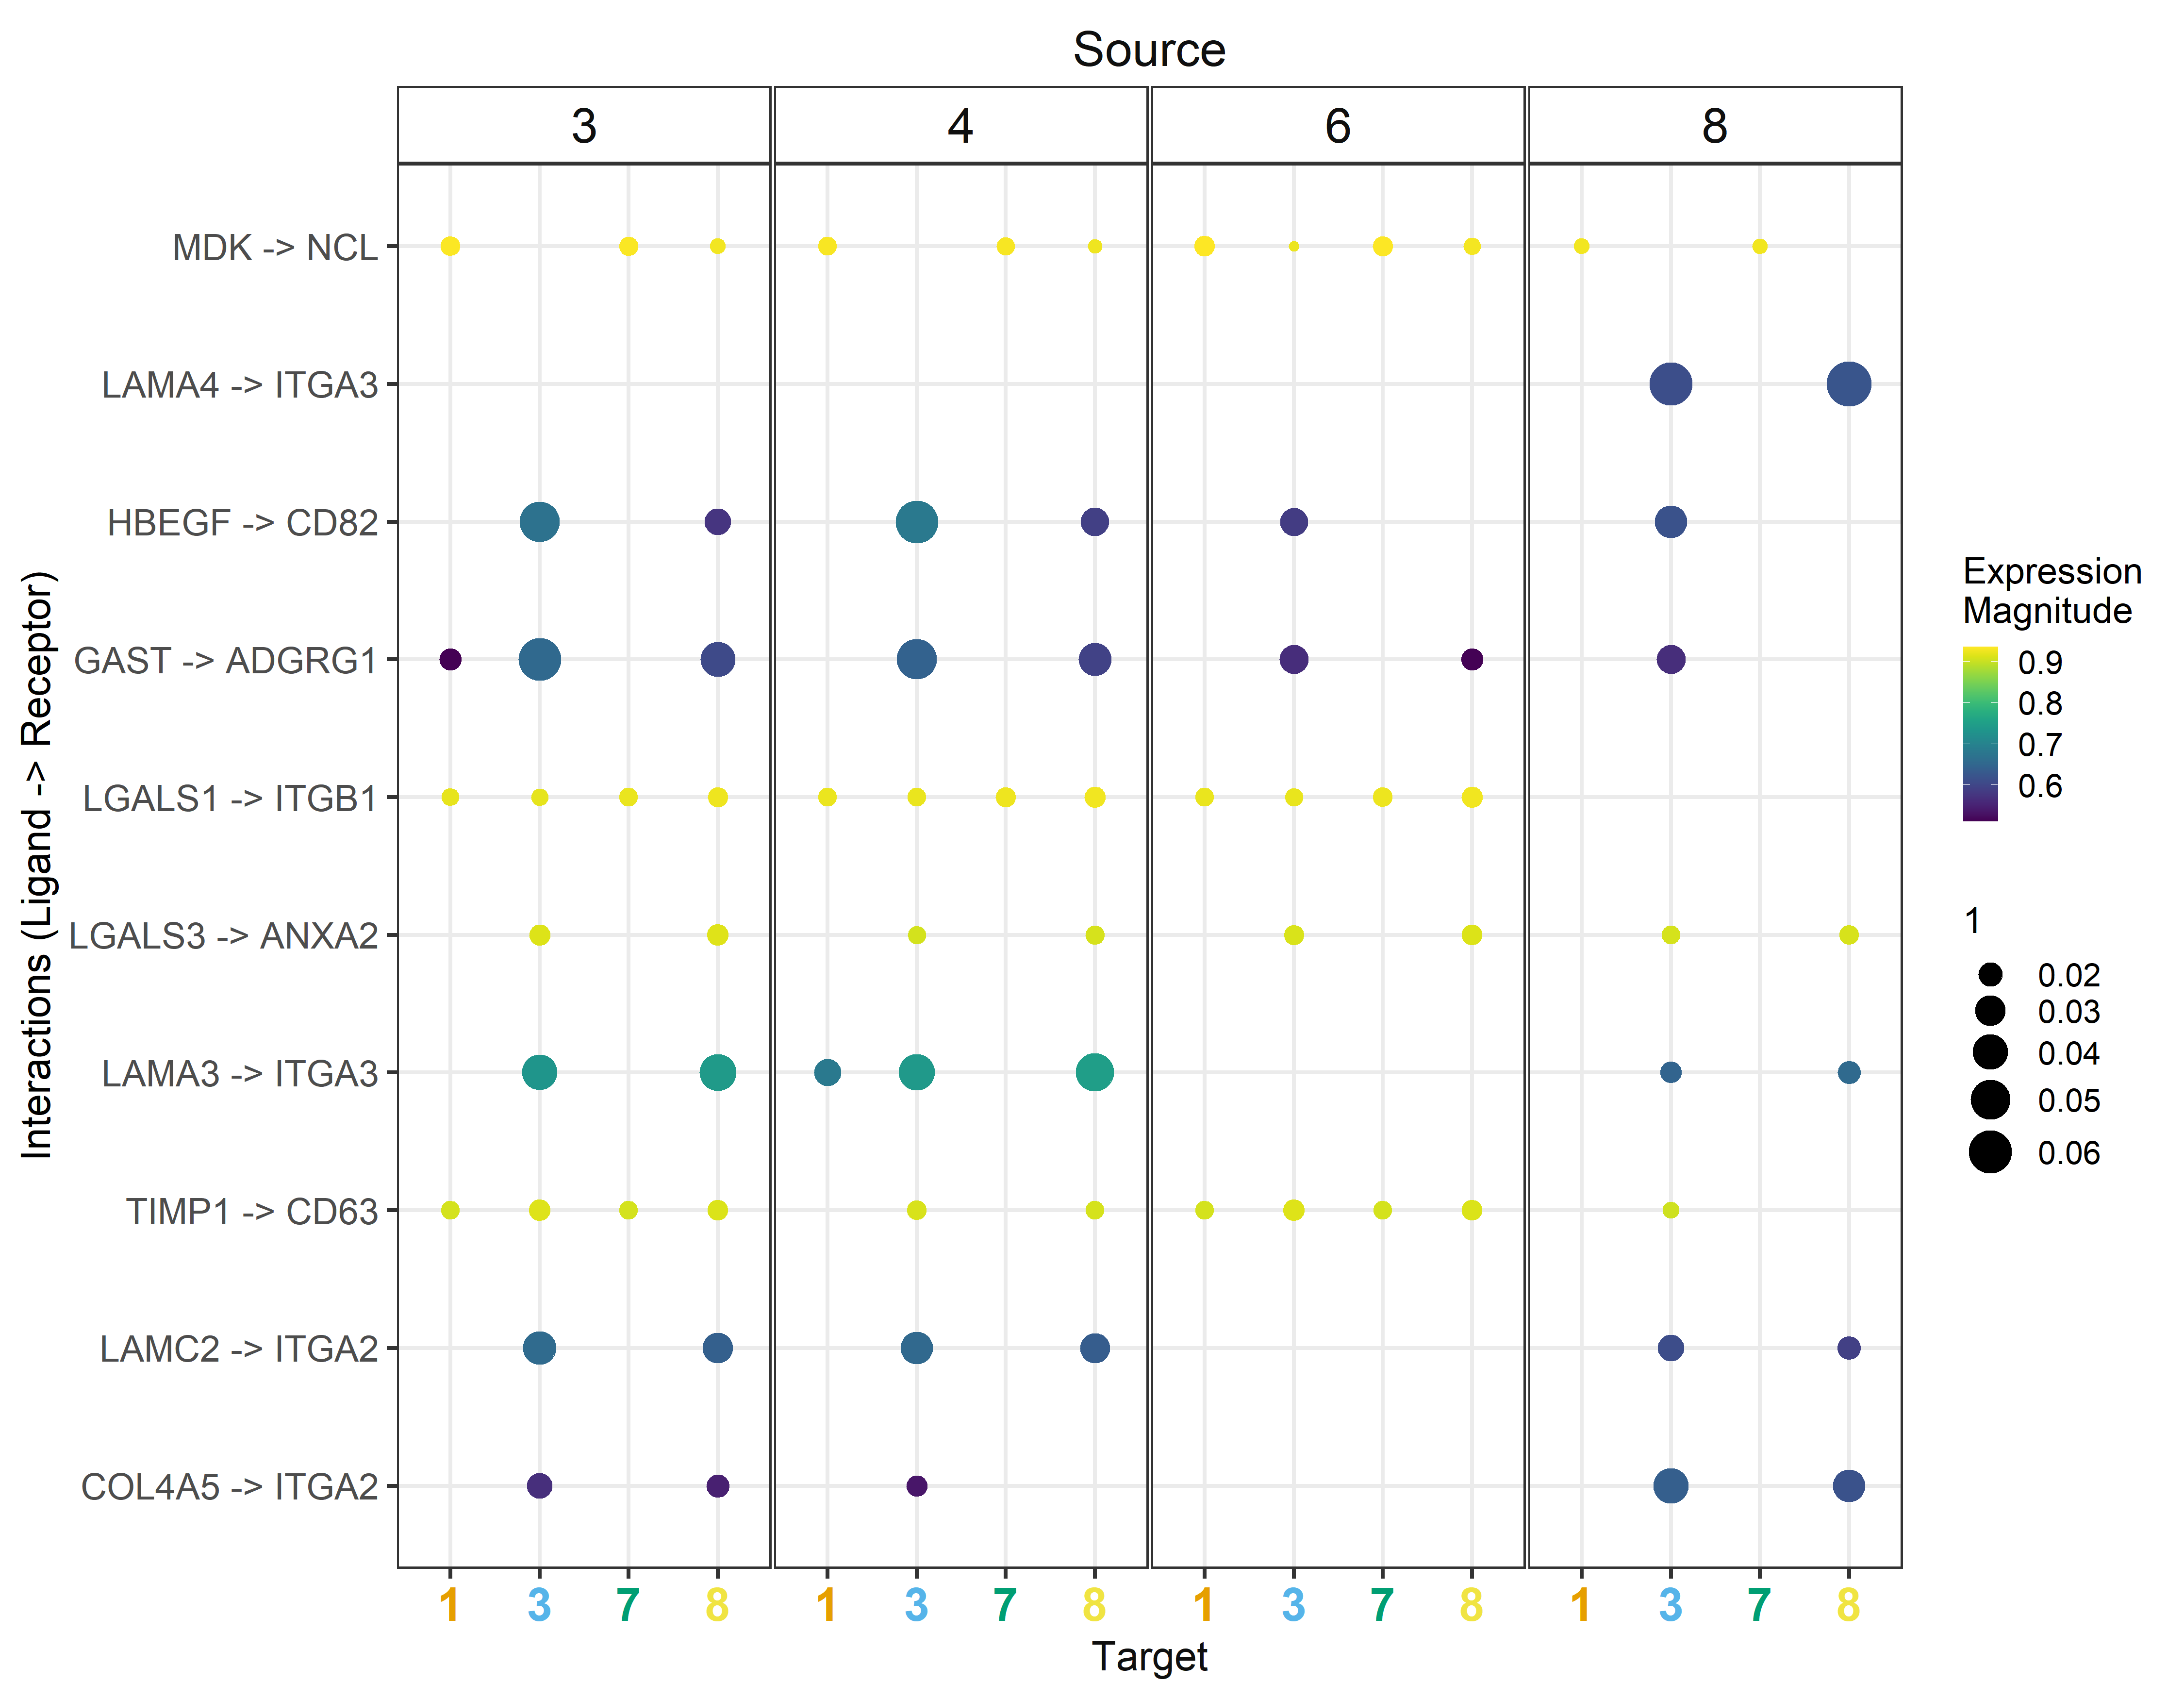 Source
3 4 6 8
MDK -> NCL
LAMA4 -> ITGA3
HBEGF -> CD82
GAST -> ADGRG1
LGALS1 -> ITGB1
LGALS3 -> ANXA2
LAMA3 -> ITGA3
TIMP1 -> CD63
LAMC2 -> ITGA2
COL4A5 -> ITGA2
Interactions (Ligand -> Receptor)
1 3 7 8 1 3 7 8 1 3 7 8 1 3 7 8
Target
Expression
Magnitude
0.9
0.8
0.7
0.6
1
0.02
0.03
0.04
0.05
0.06